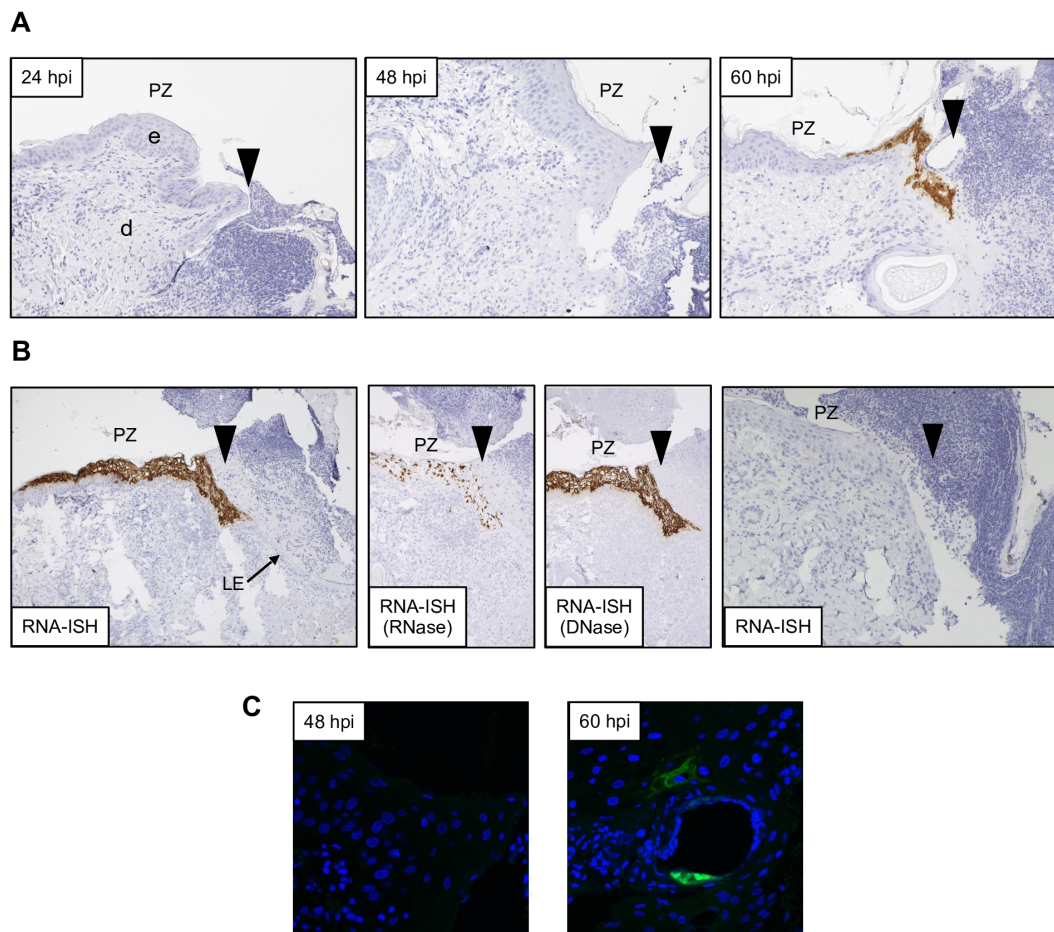 A
24 hpi
PZ
e
d
48 hpi
PZ
60 hpi
PZ
B
PZ
LE
RNA-ISH
PZ
RNA-ISH
(RNase)
PZ
RNA-ISH
(DNase)
PZ
RNA-ISH
C
48 hpi
60 hpi